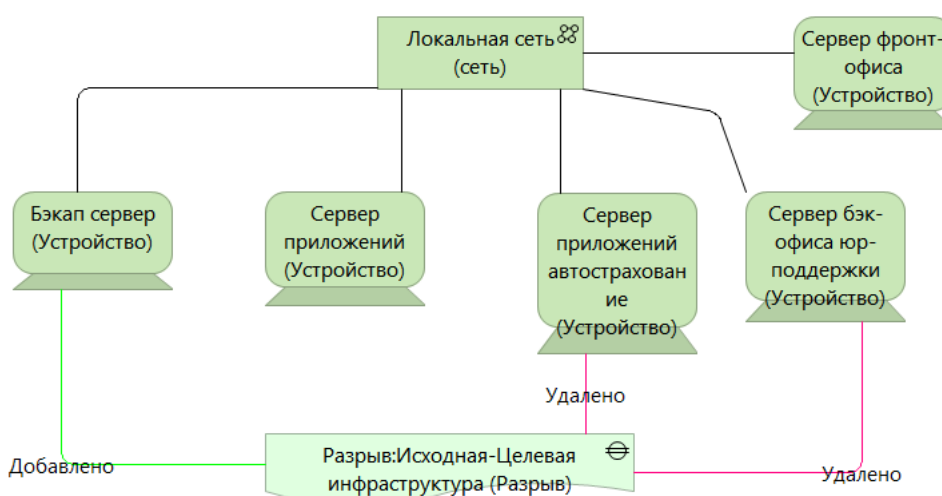 Локальная сеть
(сеть)
Сервер фронт-
офиса
(Устройство)
Бэкап сервер
(Устройство)
Сервер
приложений
(Устройство)
Сервер
приложений
автострахован
ие
(Устройство)
Сервер бэк-
офиса юр-
поддержки
(Устройство)
Удалено
Добавлено
Разрыв:Исходная-Целевая
инфраструктура (Разрыв)
Удалено